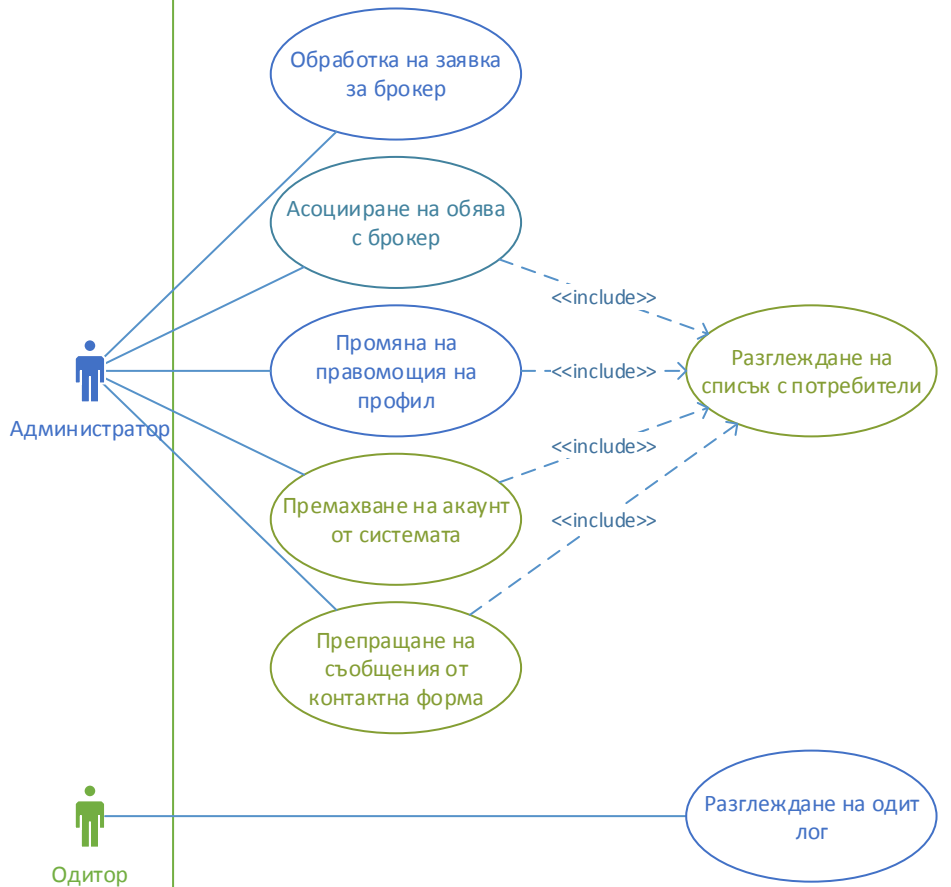 Обработка на заявка
за брокер
Асоцииране на обява
с брокер
<<include>>
Промяна на
правомощия на
профил
<<include>>
Разглеждане на
списък с потребители
Администратор
<<include>>
Премахване на акаунт
от системата
<<include>>
Препращане на
съобщения от
контактна форма
Разглеждане на одит
лог
Одитор